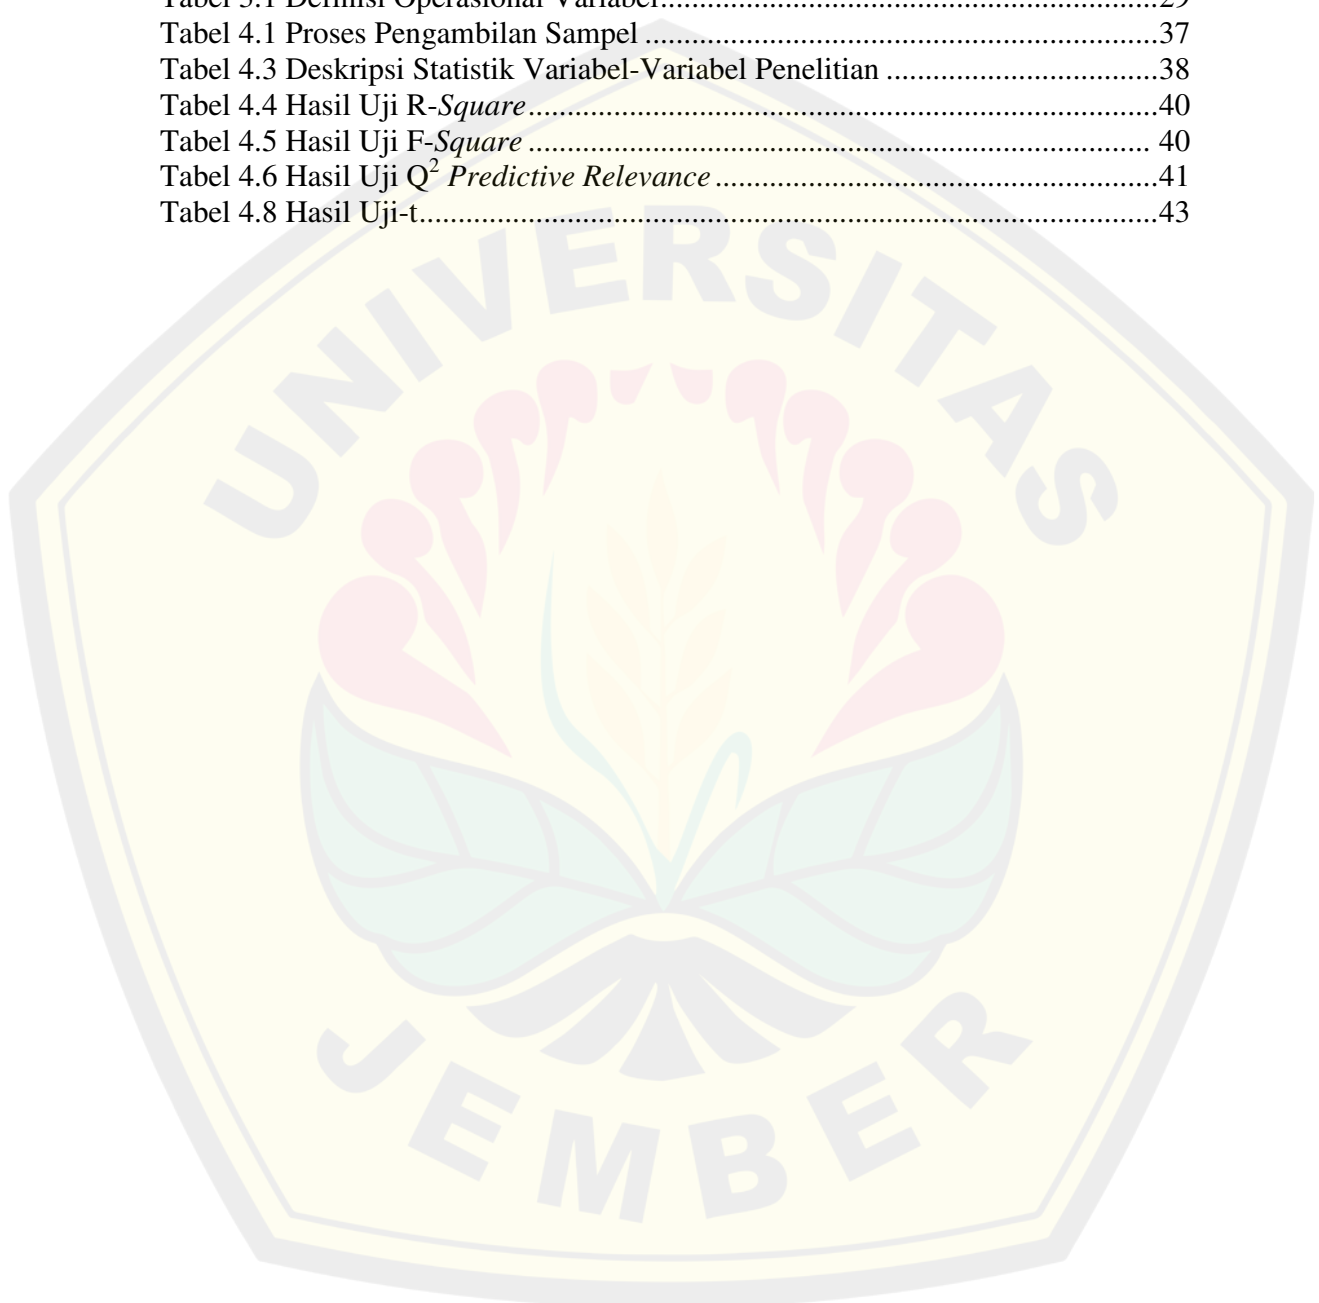 Tabel 3.1 Definisi Operasional Variabel................................................................29
Tabel 4.1 Proses Pengambilan Sampel ................................................................37
Tabel 4.3 Deskripsi Statistik Variabel-Variabel Penelitian ...................................38
Tabel 4.4 Hasil Uji R-Square................................................................................40
Tabel 4.5 Hasil Uji F-Square ............................................................................... 40
Tabel 4.6 Hasil Uji Q² Predictive Relevance.........................................................41
Tabel 4.8 Hasil Uji-t..............................................................................................43
UNIVERSITAS
JEMBER